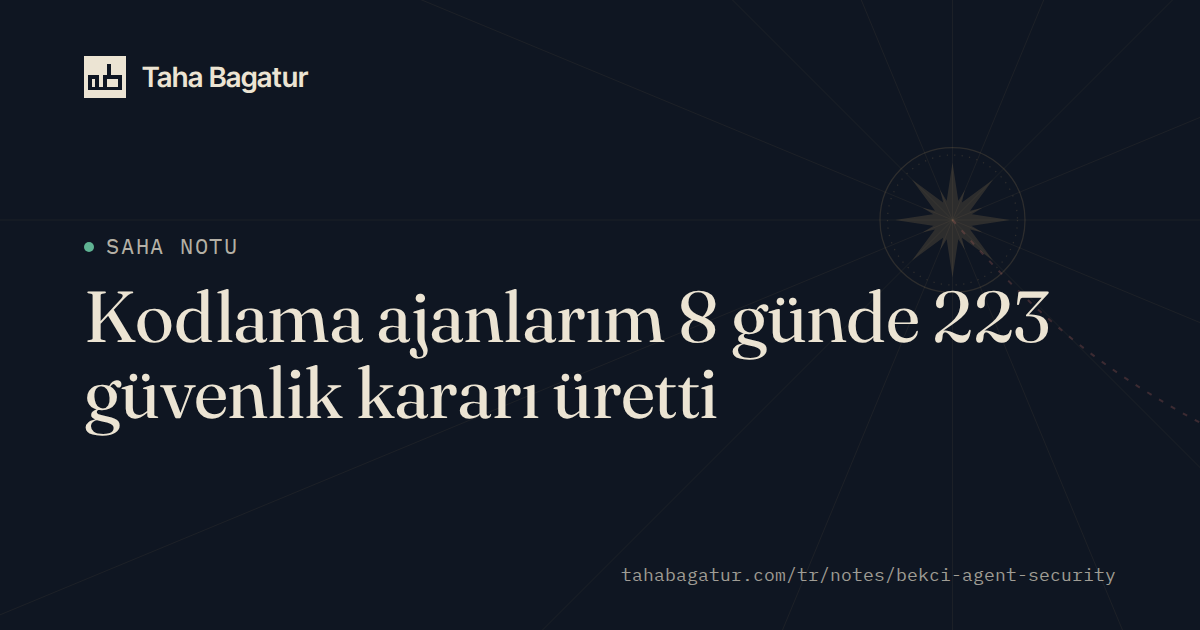 Taha Bagatur
SAHA NOTU
Kodlama ajanlarım 8 günde 223
güvenlik kararı üretti
tahabagatur.com/tr/notes/bekci-agent-security